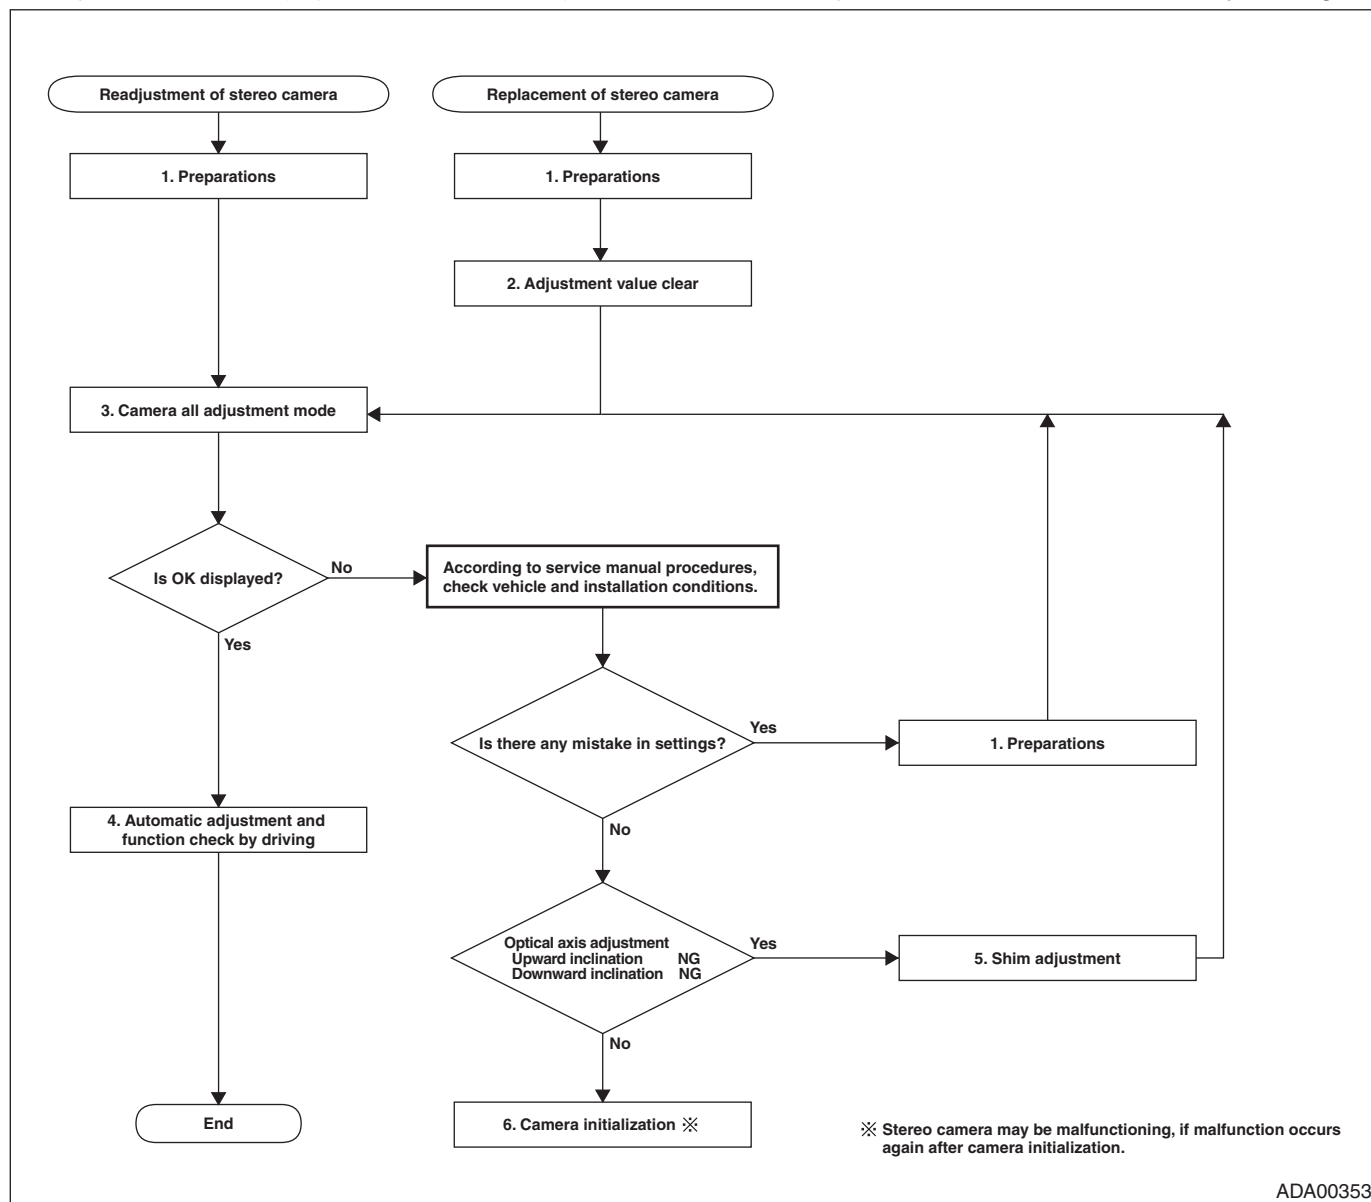 Readjustment of stereo camera
Replacement of stereo camera
1. Preparations
1. Preparations
2. Adjustment value clear
3. Camera all adjustment mode
Is OK displayed?
No
According to service manual procedures,
check vehicle and installation conditions.
Yes
Is there any mistake in settings?
Yes
1. Preparations
4. Automatic adjustment and
function check by driving
No
Optical axis adjustment
Upward inclination NG
Downward inclination NG
Yes
5. Shim adjustment
No
End
6. Camera initialization ※
※ Stereo camera may be malfunctioning, if malfunction occurs
again after camera initialization.
ADA00353